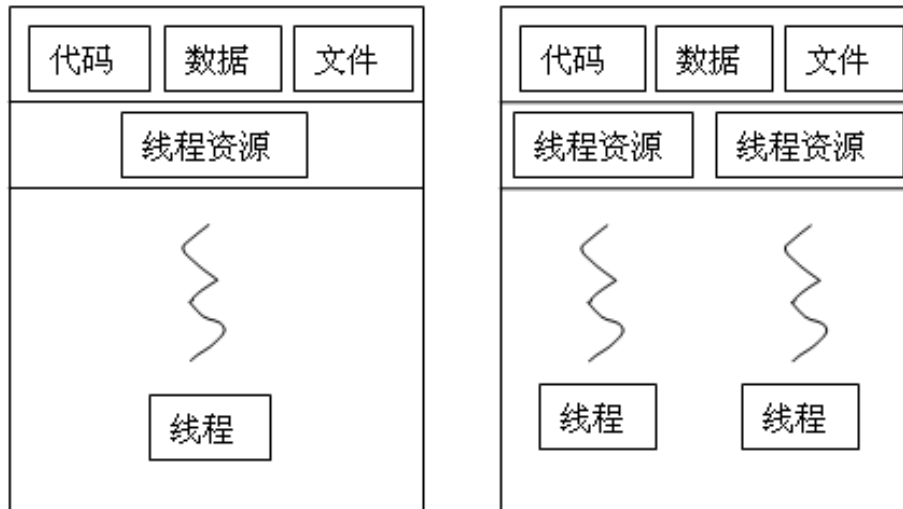 代码 数据 文件
线程资源
线程
代码 数据 文件
线程资源 线程资源
线程 线程